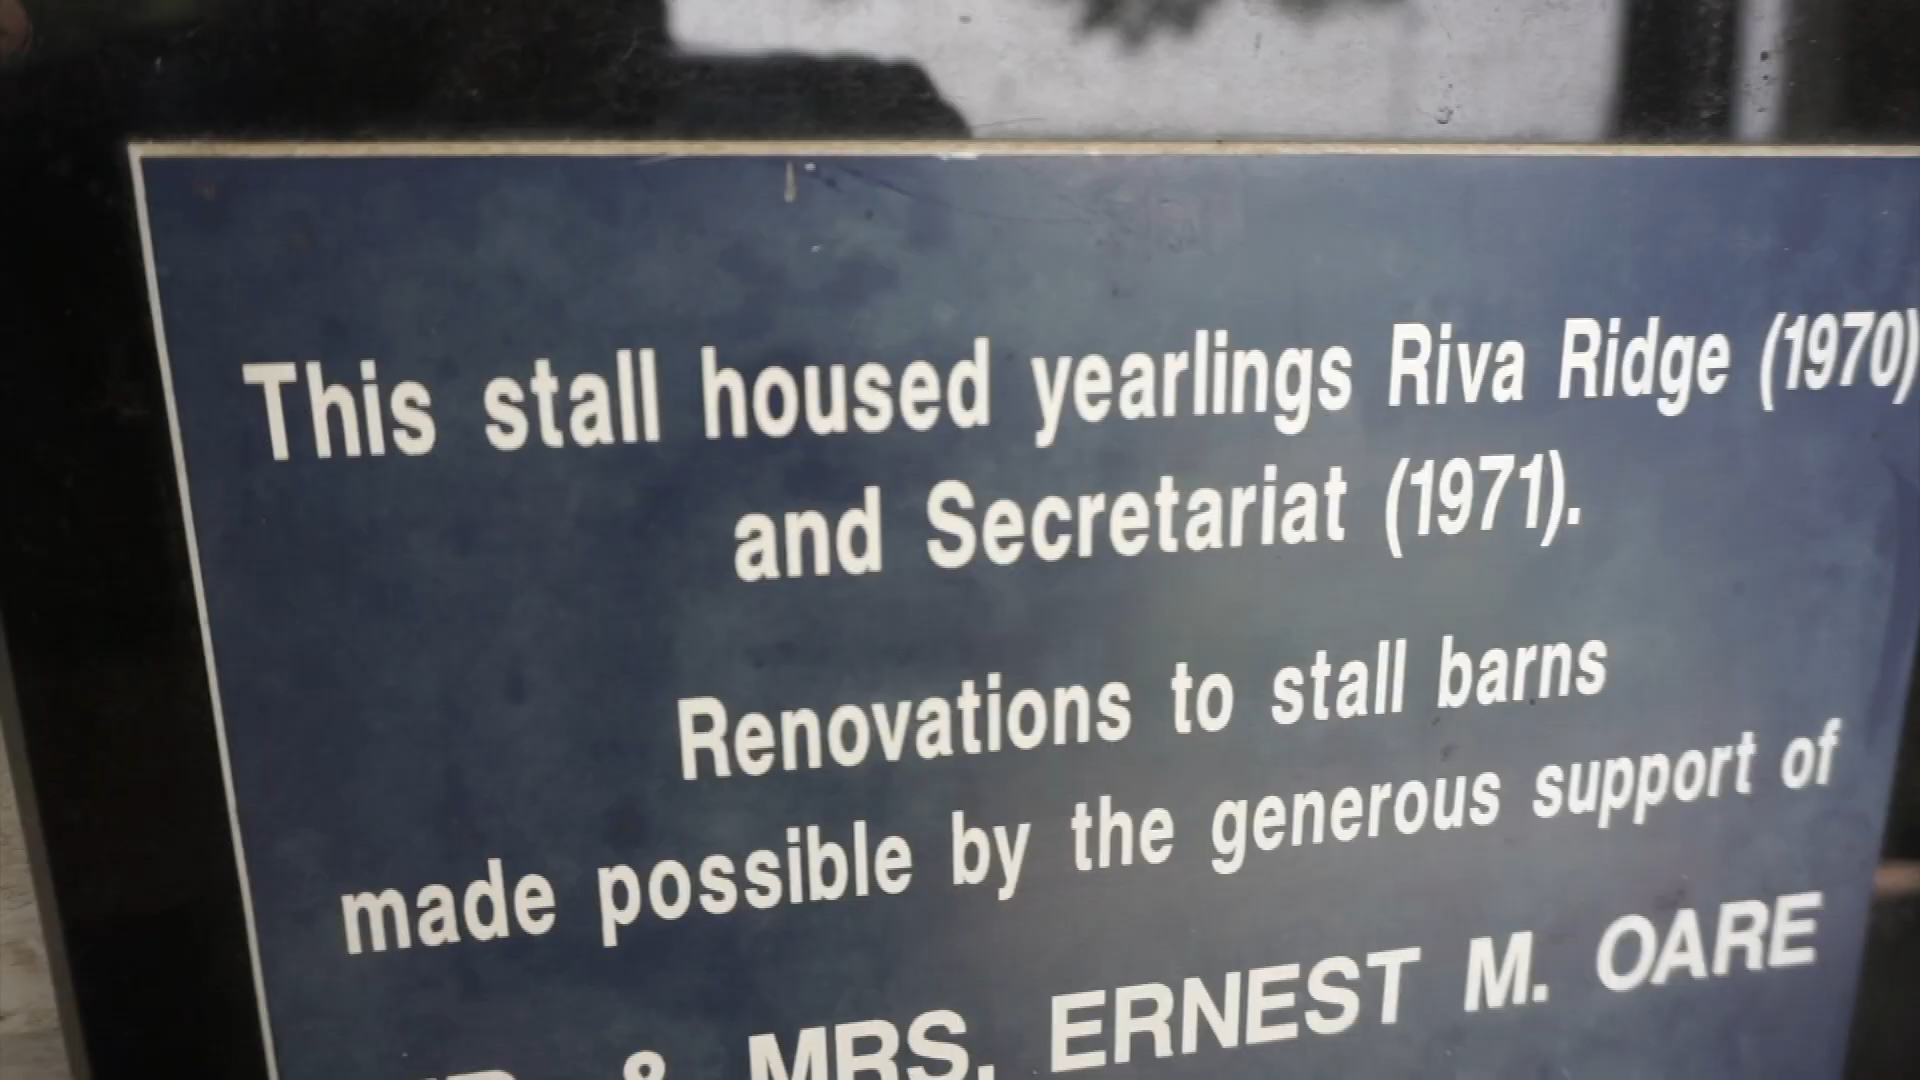 This stall housed yearlings Riva Ridge (1970)
and Secretariat (1971).
Renovations to stall barns
made possible by the generous support of
& MRS. ERNEST M. OARE